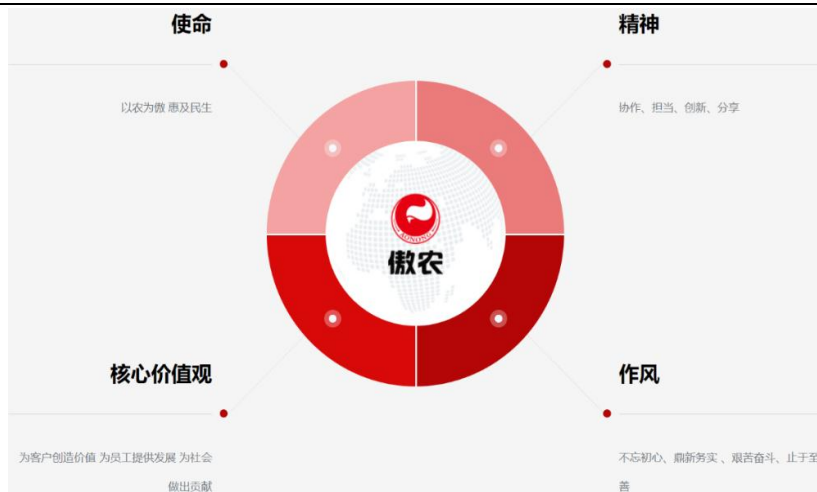 使命
精神
以农为傲 惠及民生
协作、担当、创新、分享
AONONG
傲农
核心价值观
作风
为客户创造价值 为员工提供发展 为社会
做出贡献
不忘初心、鼎新务实 、艰苦奋斗、止于至
善